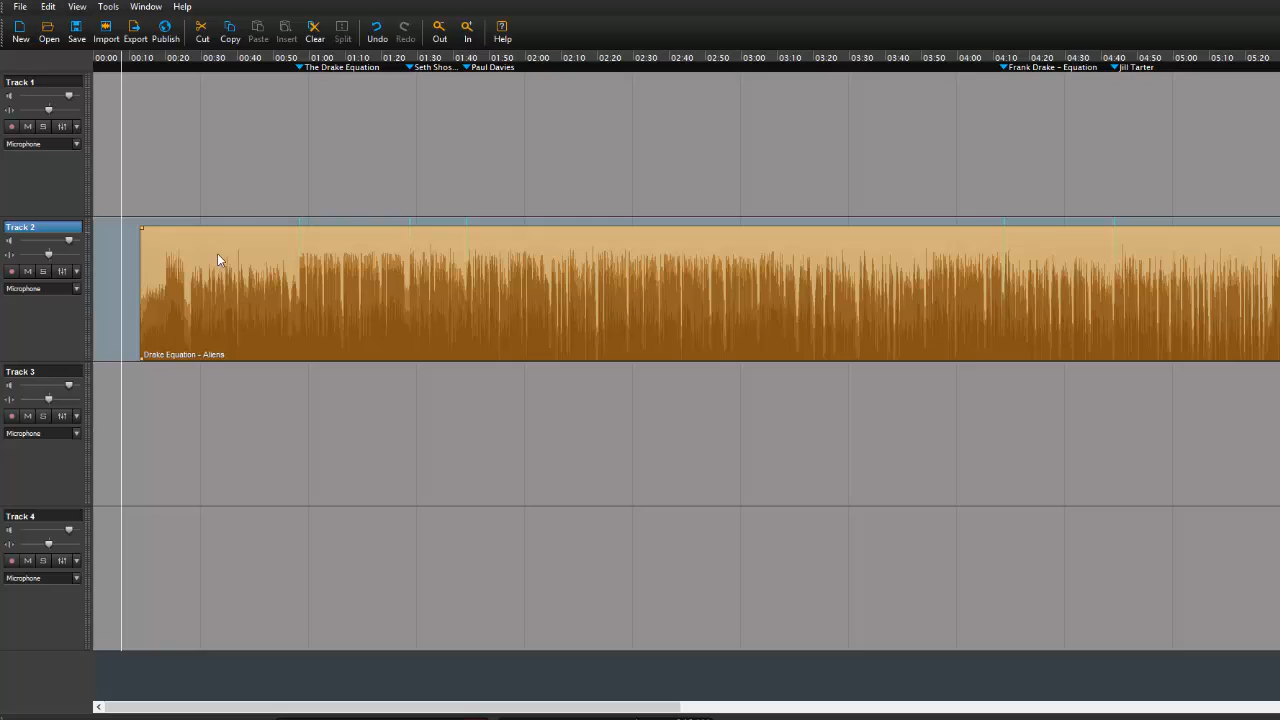 File Edit View Tools Window Help
New Open Save Import Export Publish Cut Copy Paste Insert Clear Split Undo Redo Out In Help
00:00 00:10 00:20 00:30 00:40 00:50 01:00 01:10 01:20 01:30 01:40 01:50 02:00 02:10 02:20 02:30 02:40 02:50 03:00 03:10 03:20 03:30 03:40 03:50 04:00 04:10 04:20 04:30 04:40 04:50 05:00 05:10 05:20
The Drake Equation Seth Shos... Paul Davies Frank Drake - Equation Jill Tarter
Track 1
M S
Microphone
Track 2
M S
Microphone
Drake Equation - Aliens
Track 3
M S
Microphone
Track 4
M S
Microphone